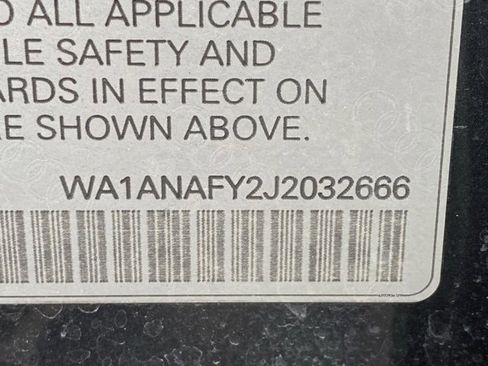 O ALL APPLICABLE
LE SAFETY AND
ARDS IN EFFECT ON
E SHOWN ABOVE.
WA1ANAFY2J2032666